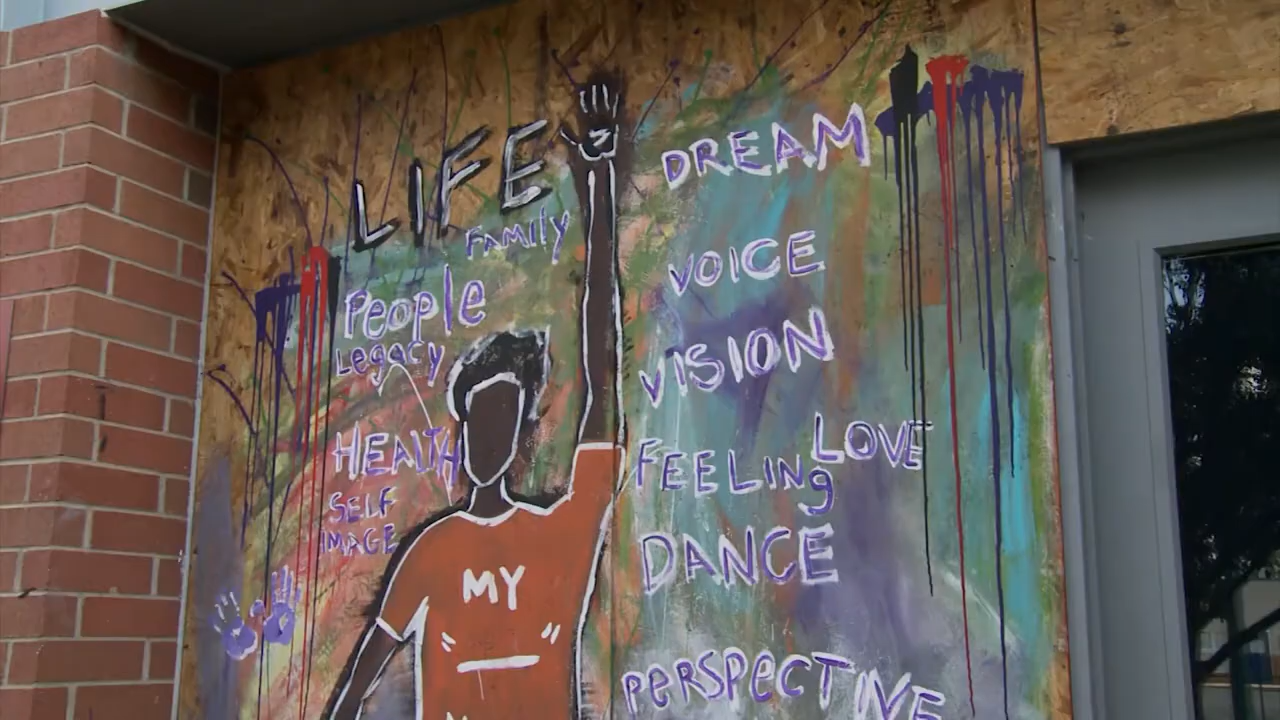 LIFE
Family
People
Legacy
HEALTH
SELF
IMAGE
MY
DREAM
VOICE
VISION
LOVE
FEELINg
DANCE
PERSPECTIVE